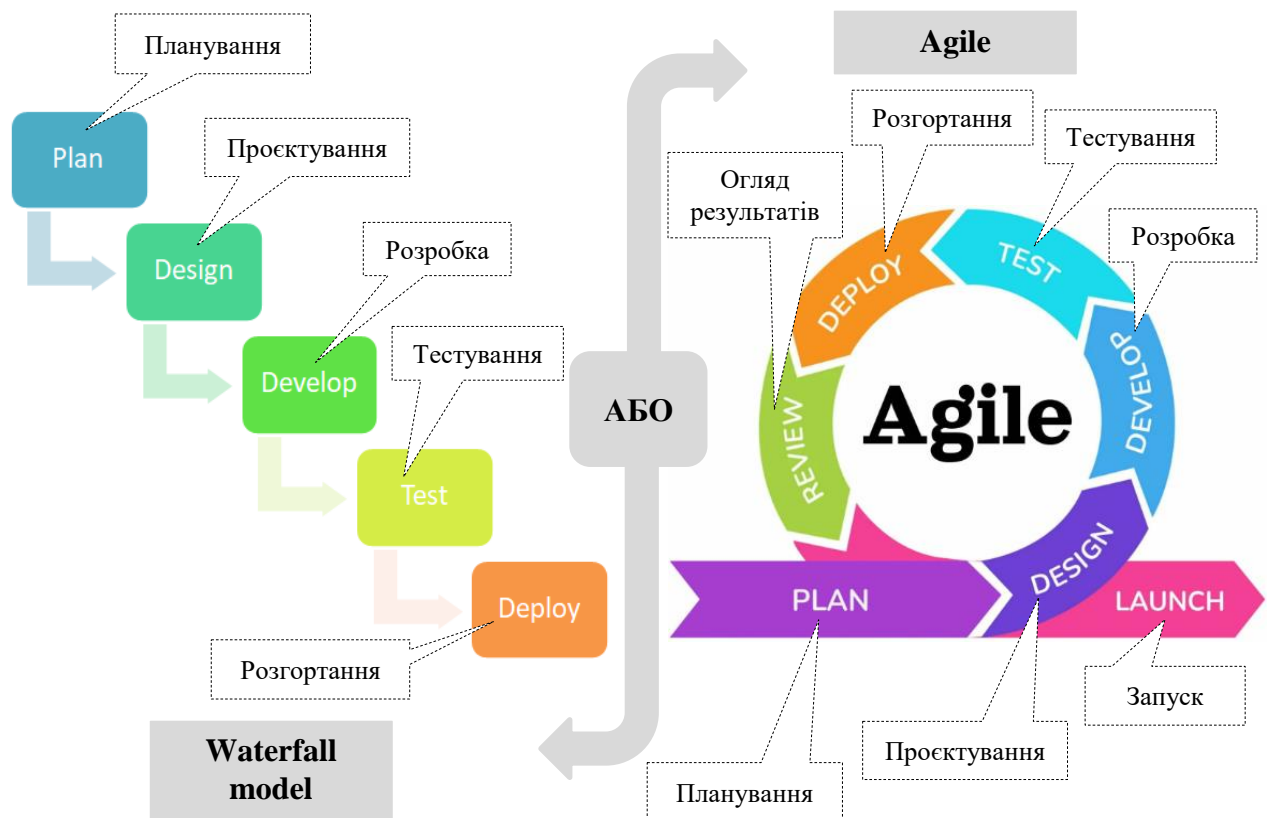 Планування
Plan
Проєктування
Design
Розробка
Develop
Тестування
Test
Deploy
Розгортання
Waterfall
model
АБО
Agile
Розгортання
Тестування
Огляд
результатів
Розробка
DEPLOY
TEST
DEVELOP
REVIEW
Agile
DESIGN
PLAN
LAUNCH
Запуск
Проєктування
Планування